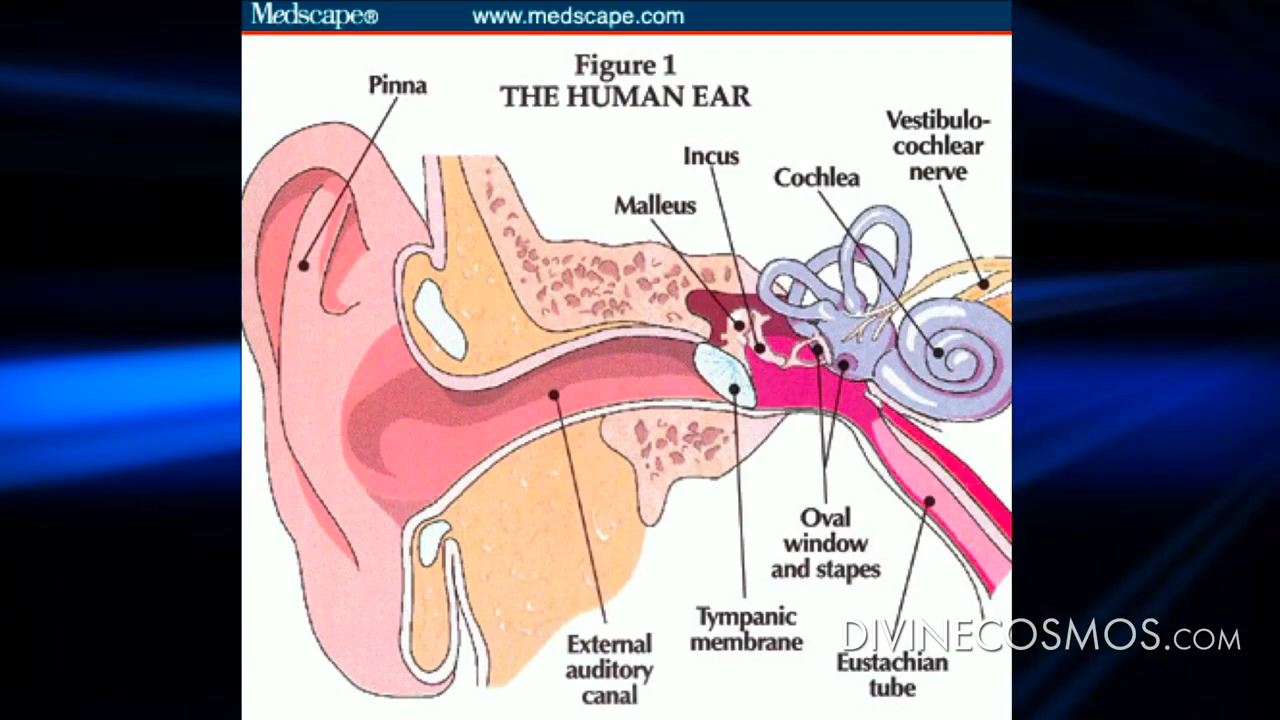 Medscape® www.medscape.com
Figure 1
THE HUMAN EAR
Pinna
Vestibulo-
cochlear
nerve
Incus
Cochlea
Malleus
Oval
window
and stapes
Tympanic
membrane
External
auditory
canal
DIVINECOSMOS.COM
Eustachian
tube